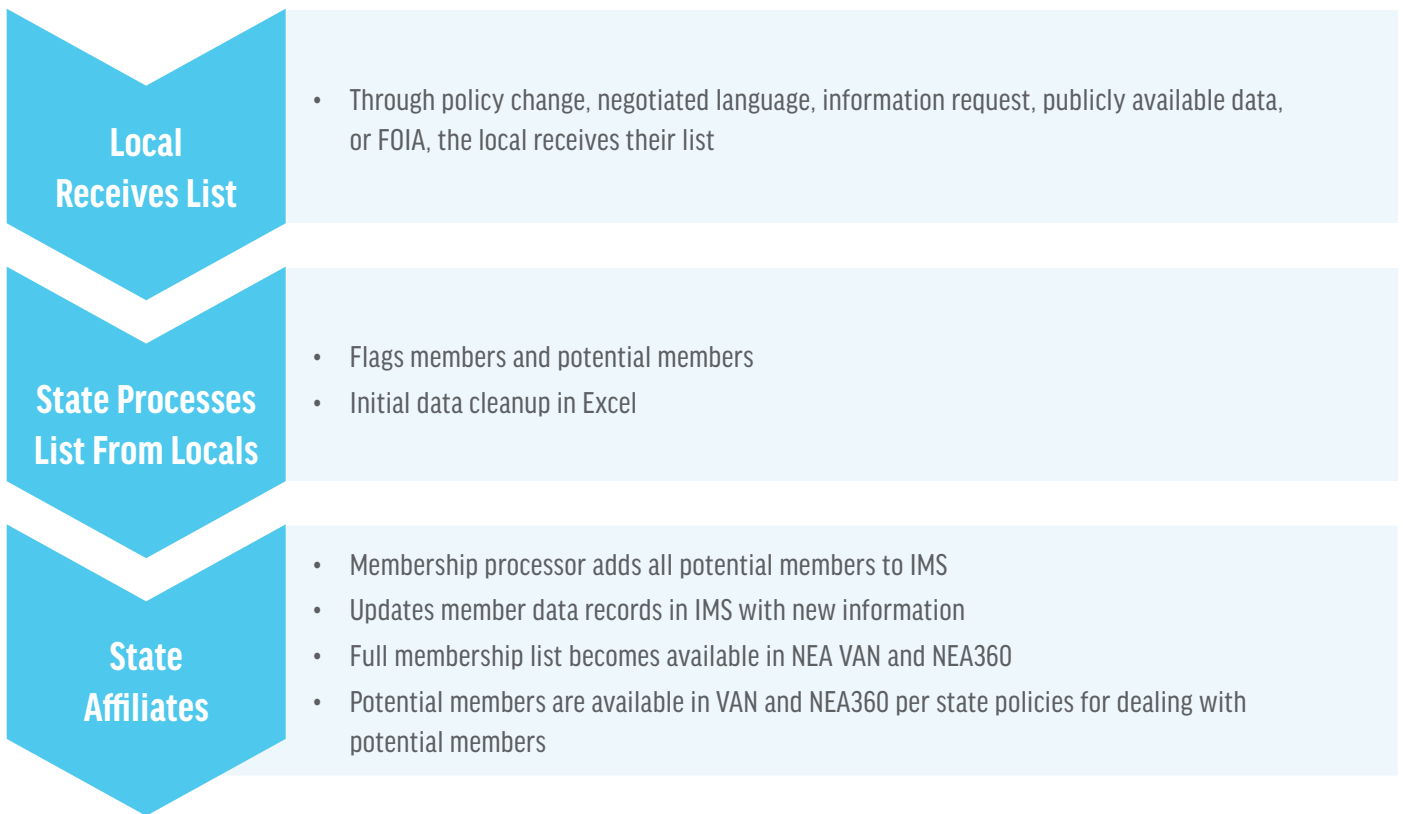 Local
Receives List
• Through policy change, negotiated language, information request, publicly available data,
or FOIA, the local receives their list
State Processes
List From Locals
• Flags members and potential members
• Initial data cleanup in Excel
State
Affiliates
• Membership processor adds all potential members to IMS
• Updates member data records in IMS with new information
• Full membership list becomes available in NEA VAN and NEA360
• Potential members are available in VAN and NEA360 per state policies for dealing with
potential members